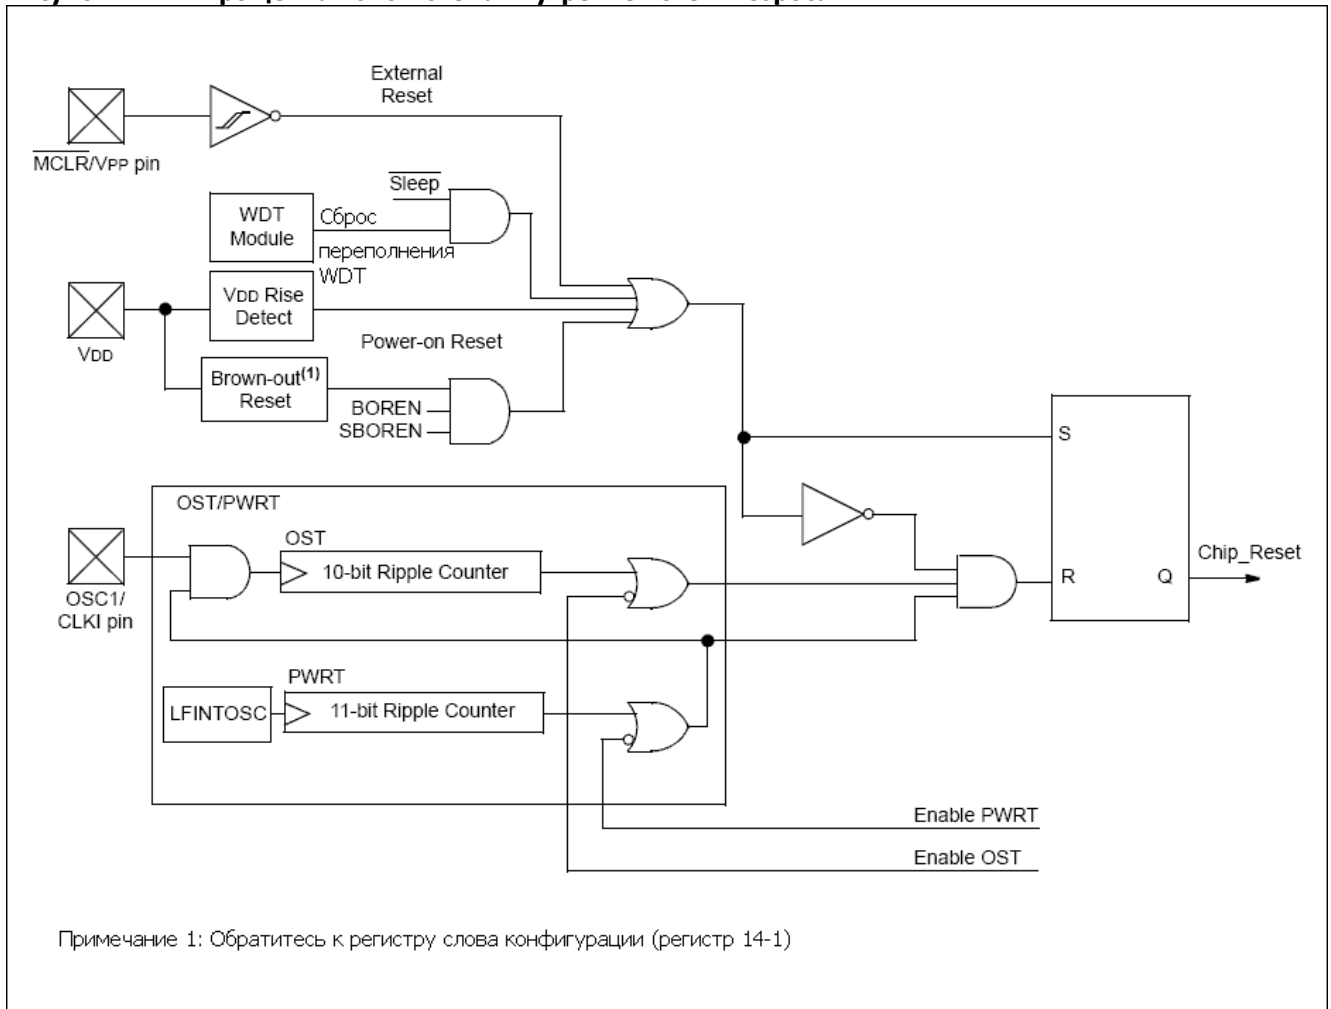 External
Reset
MCLR/VPP pin
Sleep
WDT
Module
Сброс
переполнения
WDT
VDD Rise
Detect
VDD
Power-on Reset
Brown-out(1)
Reset
BOREN
SBOREN
S
OST/PWRT
OST
10-bit Ripple Counter
OSC1/
CLKI pin
Chip_Reset
R
Q
PWRT
LFINTOSC
11-bit Ripple Counter
Enable PWRT
Enable OST
Примечание 1: Обратитесь к регистру слова конфигурации (регистр 14-1)